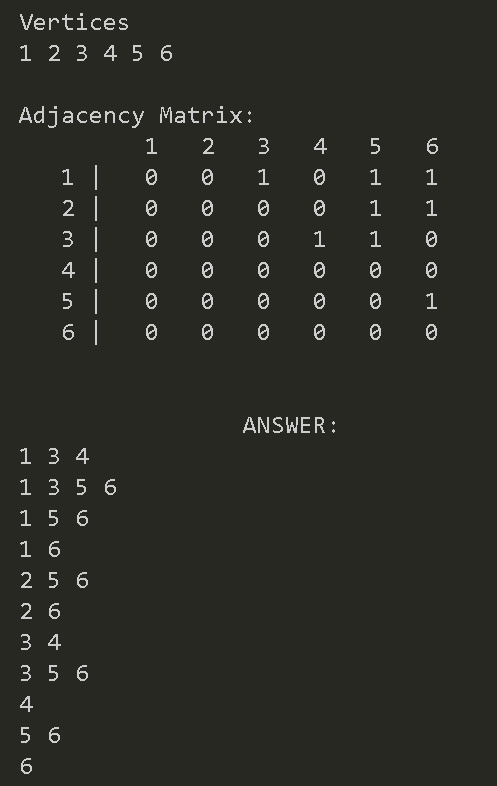 Vertices
1 2 3 4 5 6
Adjacency Matrix:
1 2 3 4 5 6
1 | 0 0 1 0 1 1
2 | 0 0 0 0 1 1
3 | 0 0 0 1 1 0
4 | 0 0 0 0 0 0
5 | 0 0 0 0 0 1
6 | 0 0 0 0 0 0
ANSWER:
1 3 4
1 3 5 6
1 5 6
1 6
2 5 6
2 6
3 4
3 5 6
4
5 6
6